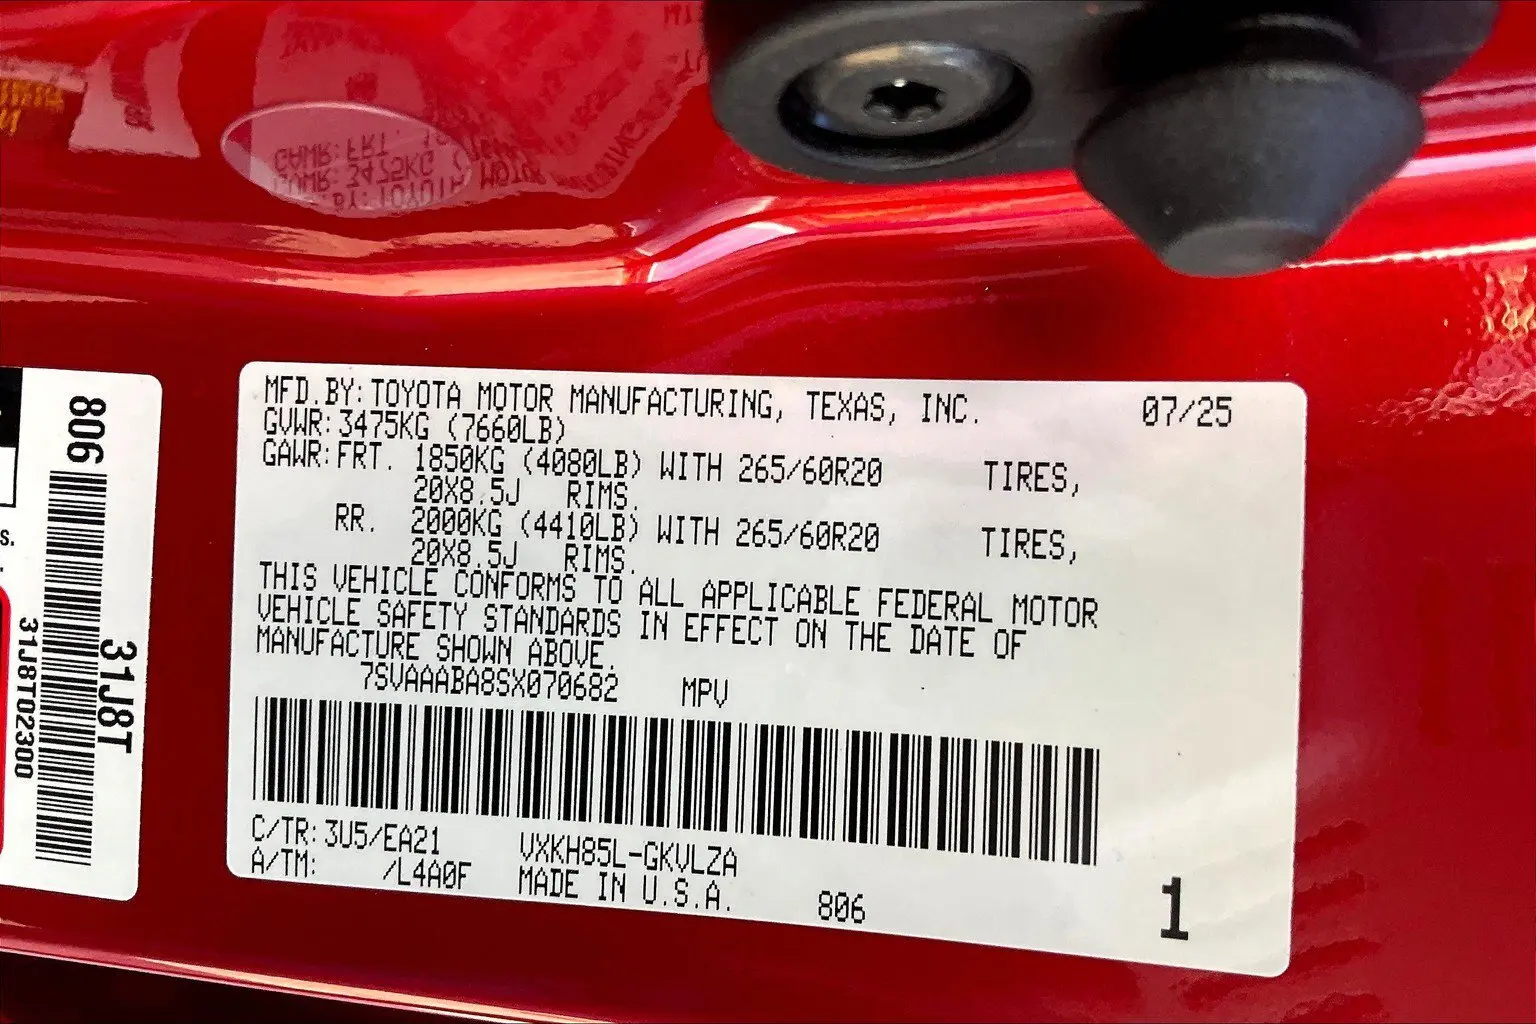 MFD.BY: TOYOTA MOTOR MANUFACTURING, TEXAS, INC. 07/25
GVWR: 3475KG (7660LB)
GAWR: FRT. 1850KG (4080LB) WITH 265/60R20 TIRES,
20X8.5J RIMS.
RR. 2000KG (4410LB) WITH 265/60R20 TIRES,
20X8.5J RIMS.
THIS VEHICLE CONFORMS TO ALL APPLICABLE FEDERAL MOTOR
VEHICLE SAFETY STANDARDS IN EFFECT ON THE DATE OF
MANUFACTURE SHOWN ABOVE.
7SVAAABA8SX070682 MPV
C/TR: 3U5/EA21 VXKH85L-GKVLZA
A/TM: /L4A0F MADE IN U.S.A. 806
1
806
31J8T
31J8T02300
s.